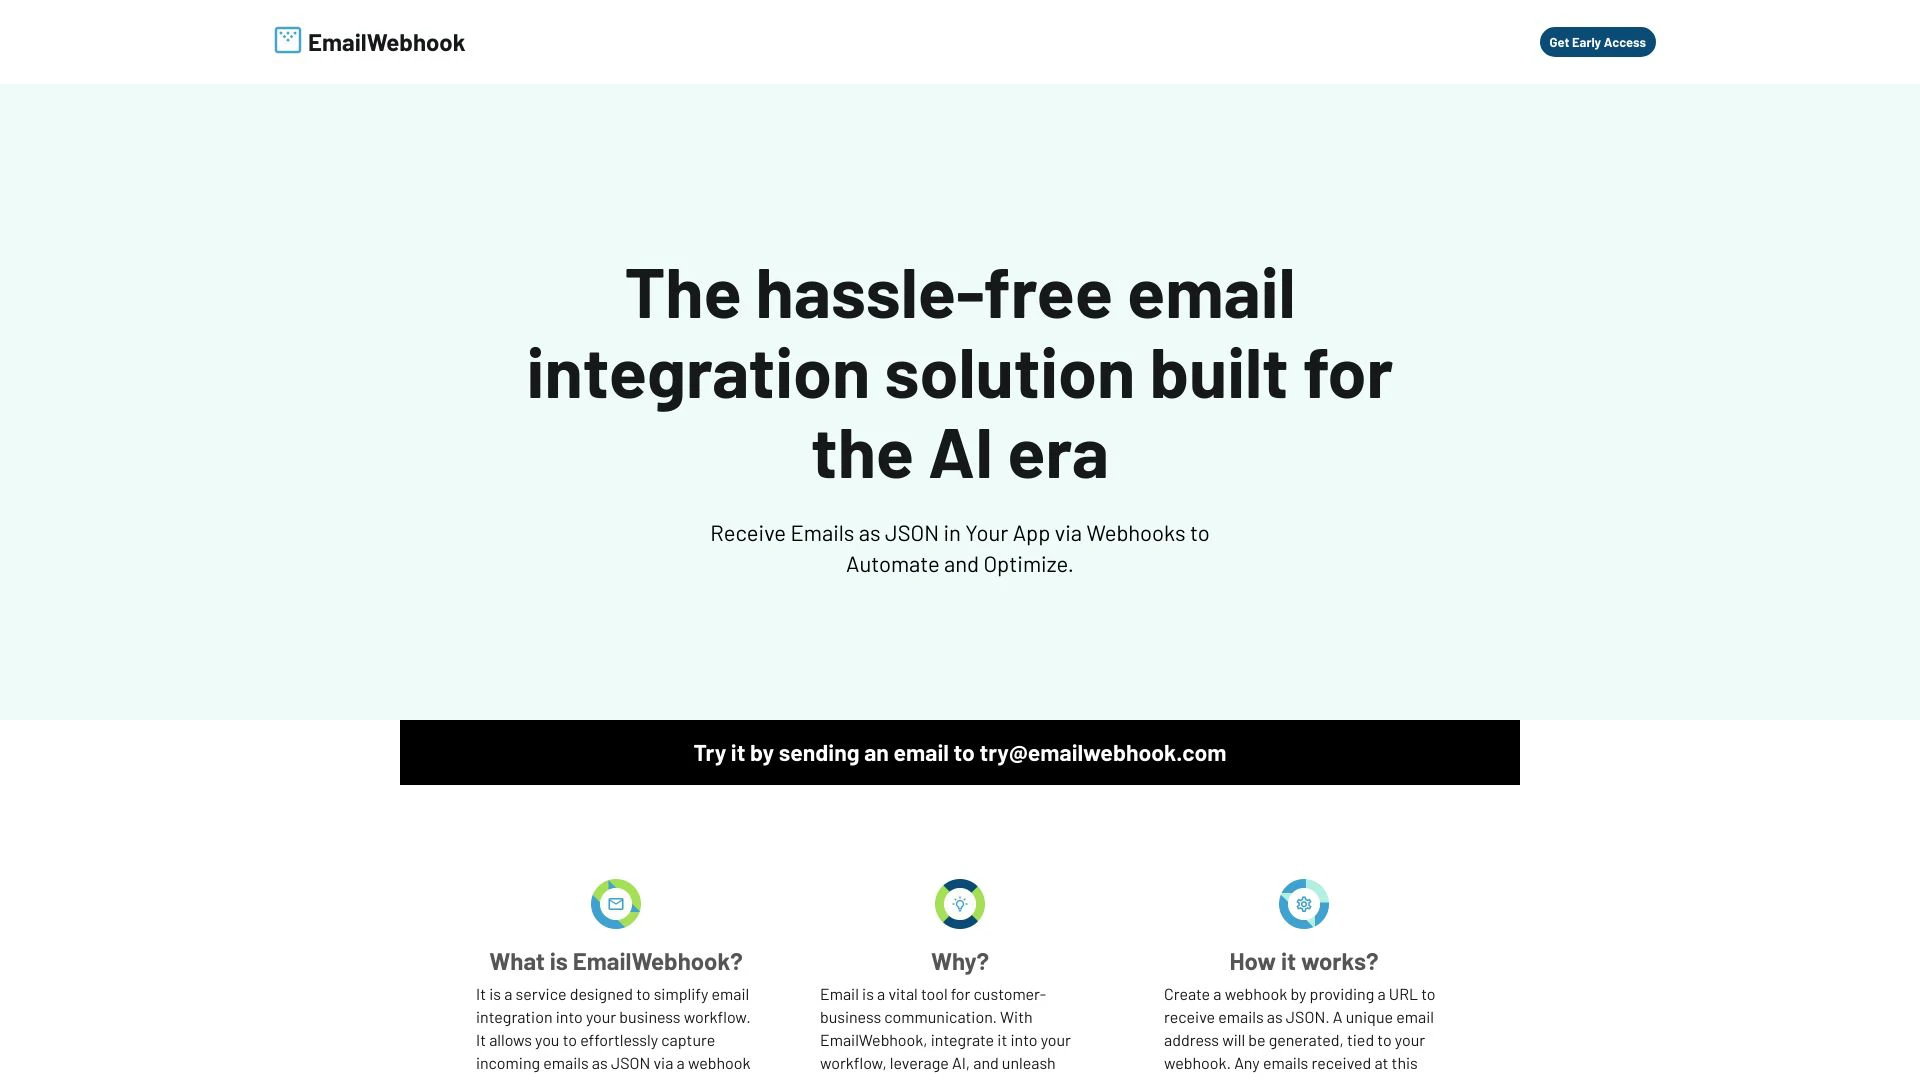 EmailWebhook
Get Early Access
The hassle-free email
integration solution built for
the AI era
Receive Emails as JSON in Your App via Webhooks to
Automate and Optimize.
Try it by sending an email to try@emailwebhook.com
What is EmailWebhook?
It is a service designed to simplify email
integration into your business workflow.
It allows you to effortlessly capture
incoming emails as JSON via a webhook
Why?
Email is a vital tool for customer-
business communication. With
EmailWebhook, integrate it into your
workflow, leverage AI, and unleash
How it works?
Create a webhook by providing a URL to
receive emails as JSON. A unique email
address will be generated, tied to your
webhook. Any emails received at this